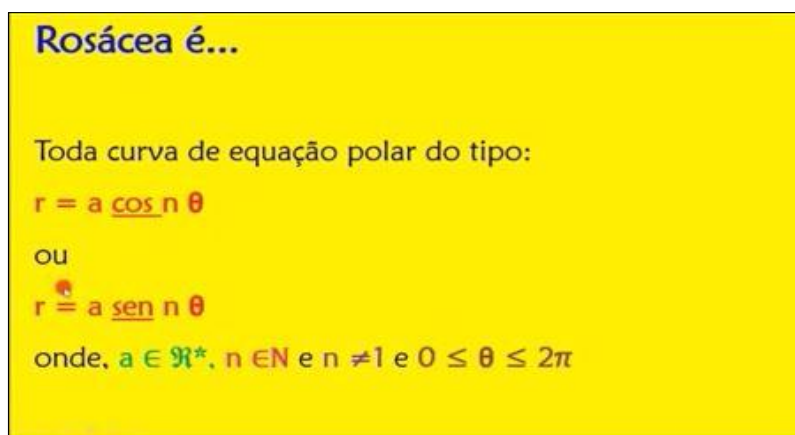 Rosácea é...
Toda curva de equação polar do tipo:
r = a cos n θ
ou
r = a sen n θ
onde, a ∈ ℜ*, n ∈N e n ≠1 e 0 ≤ θ ≤ 2π